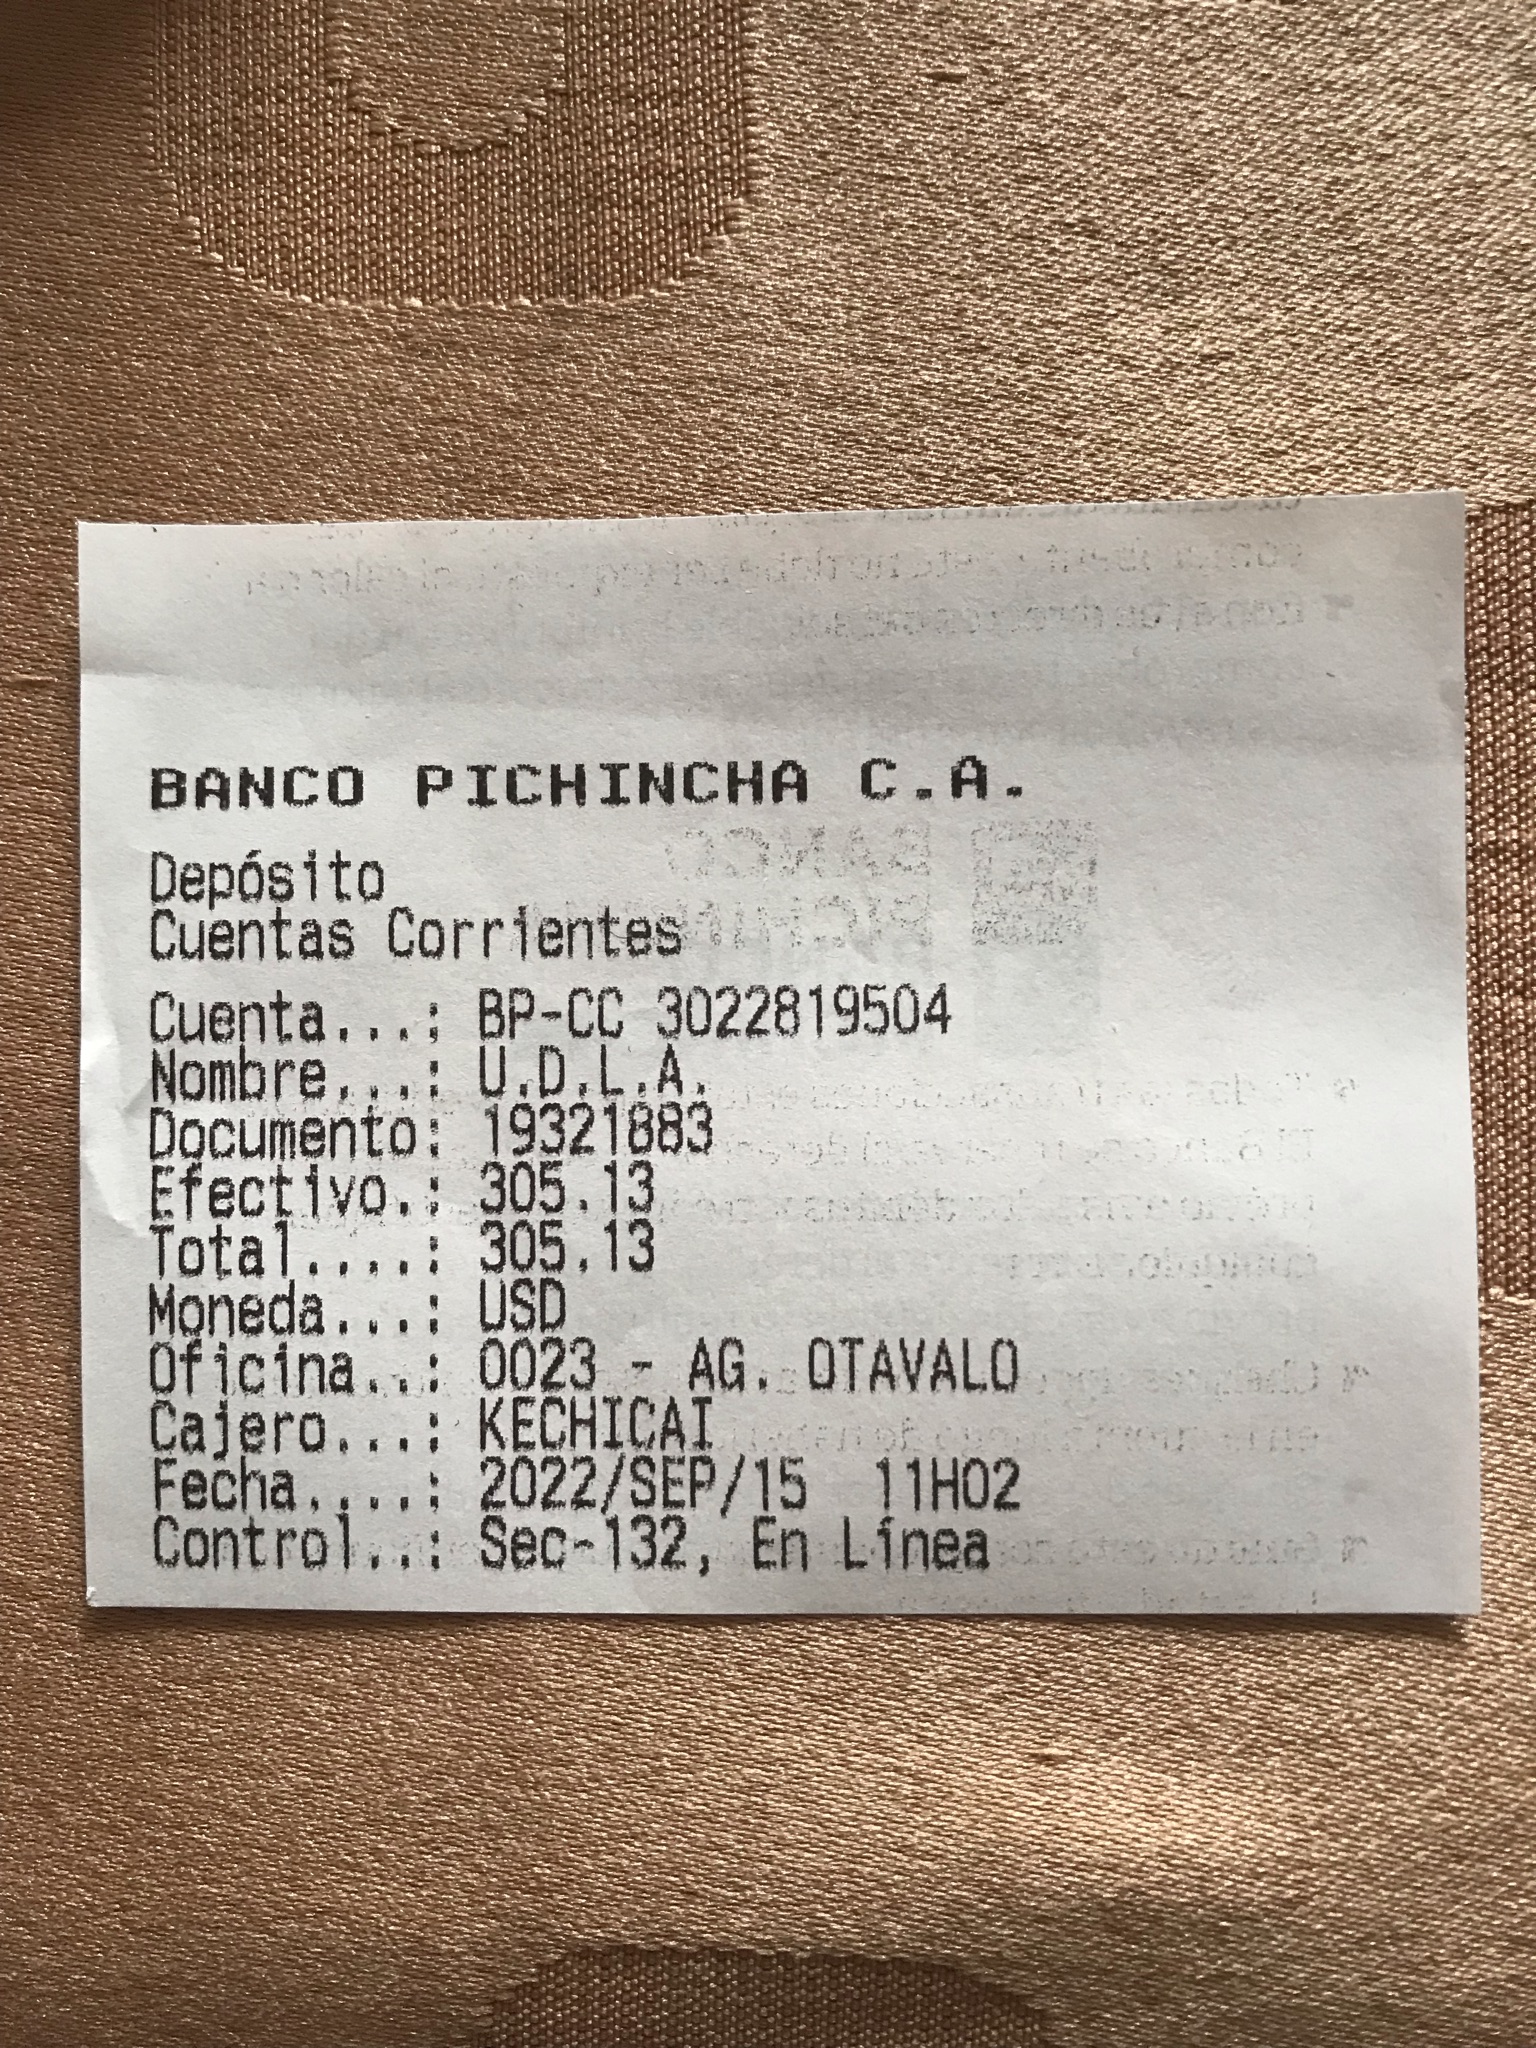 BANCO PICHINCHA C.A.
Depósito
Cuentas Corrientes
Cuenta...: BP-CC 3022819504
Nombre...: U.D.L.A.
Documento: 19321883
Efectivo.: 305.13
Total....: 305.13
Moneda...: USD
Oficina..: 0023 - AG. OTAVALO
Cajero...: KECHICAI
Fecha....: 2022/SEP/15 11H02
Control..: Sec-132, En Línea